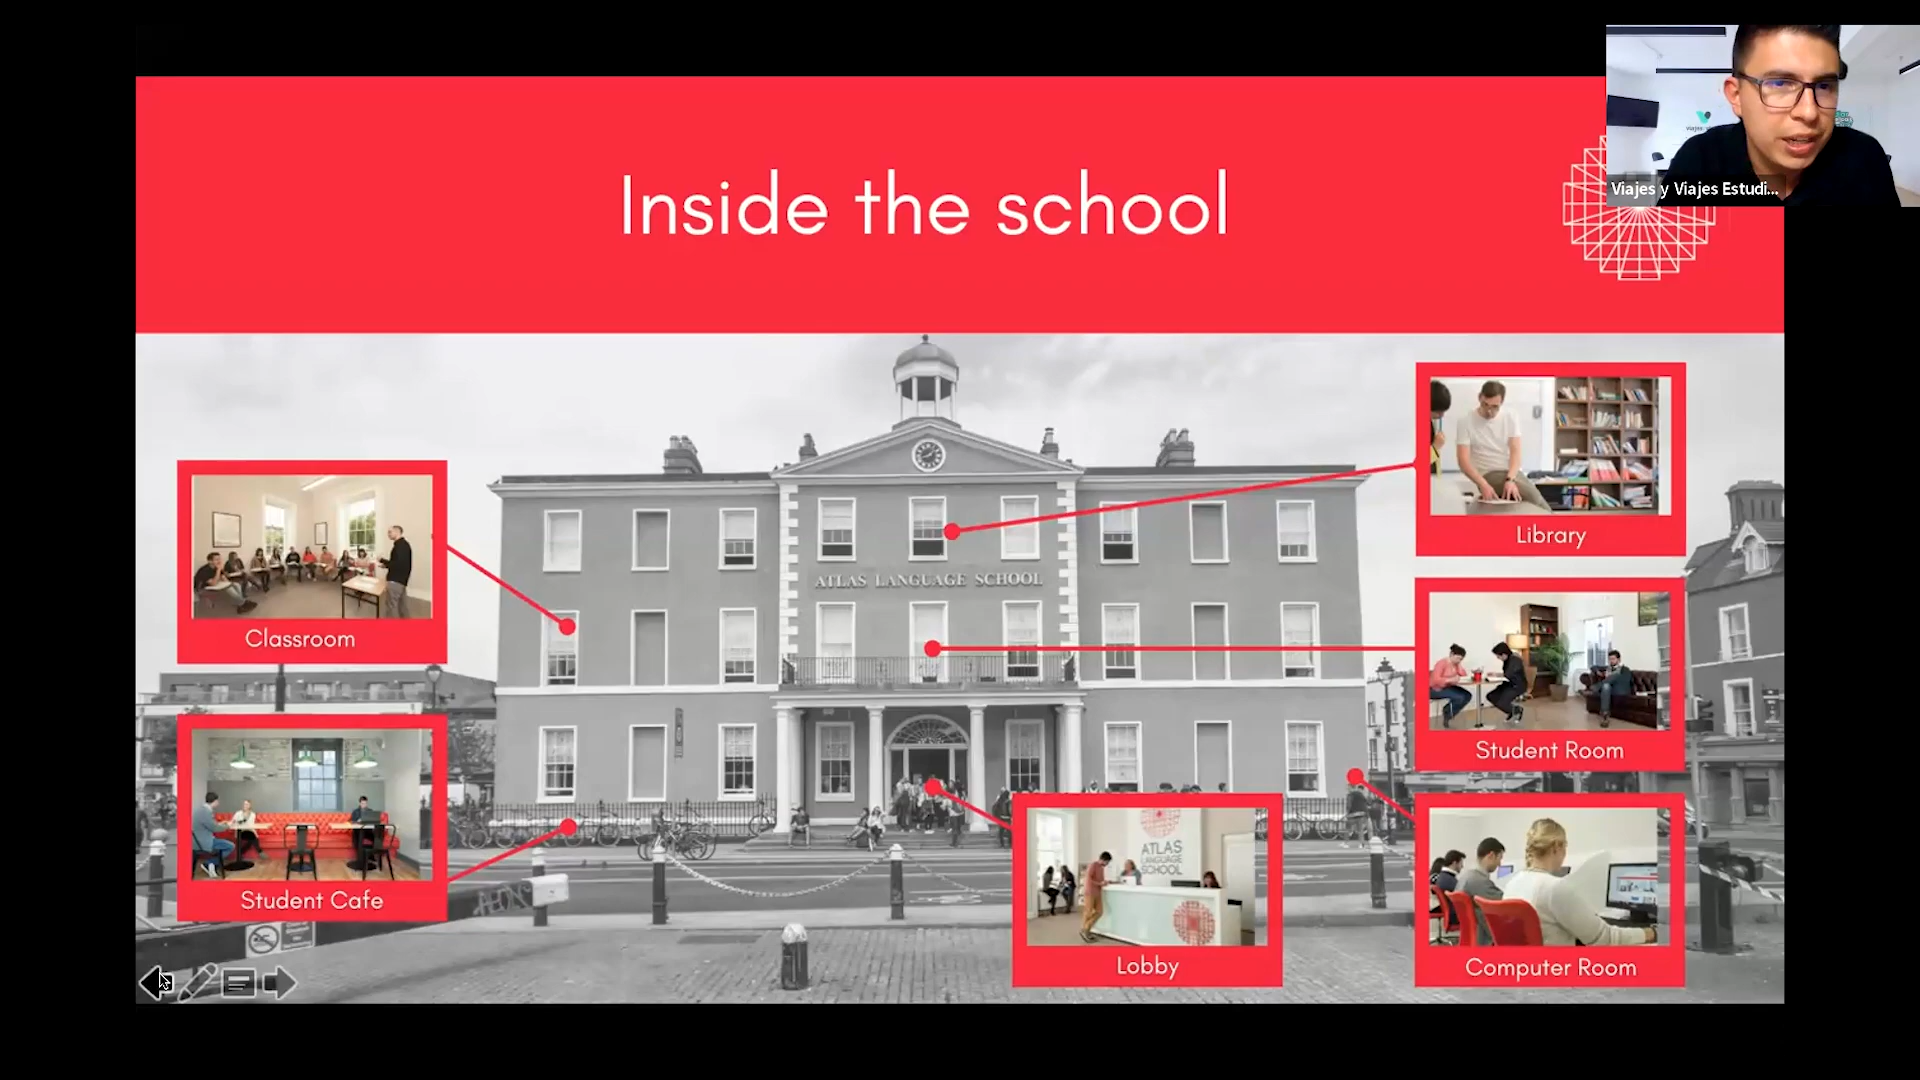 Inside the school
Viajes y Viajes Estudi...
ATLAS LANGUAGE SCHOOL
Library
Classroom
Student Room
Student Cafe
ATLAS
LANGUAGE
SCHOOL
Lobby
Computer Room